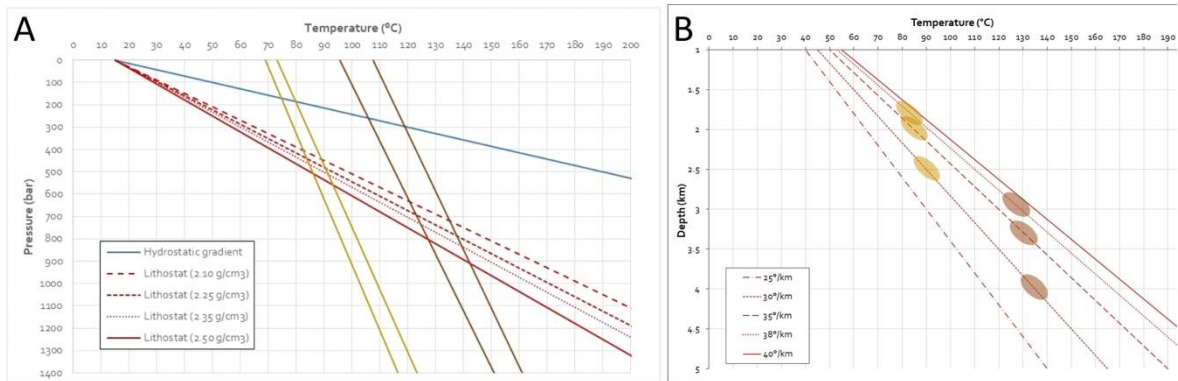 A
Temperature (ºC)
0 10 20 30 40 50 60 70 80 90 100 110 120 130 140 150 160 170 180 190 200
0
100
200
300
400
500
600
700
800
900
1000
1100
1200
1300
1400
Pressure (bar)
Hydrostatic gradient
Lithostat (2.10 g/cm3)
Lithostat (2.25 g/cm3)
Lithostat (2.35 g/cm3)
Lithostat (2.50 g/cm3)
B
Temperature (°C)
0 10 20 30 40 50 60 70 80 90 100 110 120 130 140 150 160 170 180 190
1
1.5
2
2.5
3
3.5
4
4.5
5
Depth (km)
25°/km
30°/km
35°/km
38°/km
40°/km